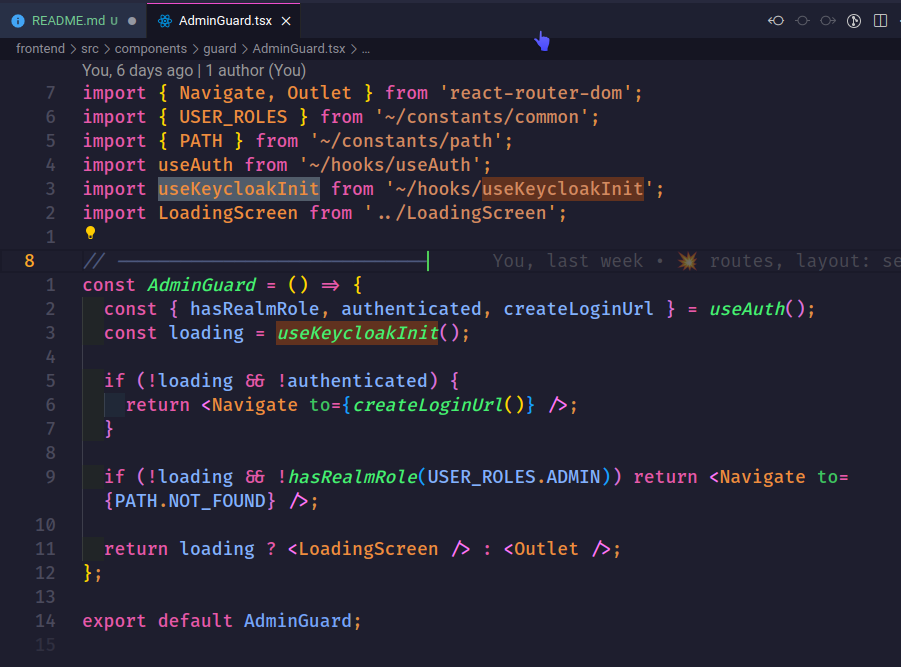 README.md U
AdminGuard.tsx
frontend > src > components > guard > AdminGuard.tsx > ...
You, 6 days ago | 1 author (You)
7 import { Navigate, Outlet } from 'react-router-dom';
6 import { USER_ROLES } from '~/constants/common';
5 import { PATH } from '~/constants/path';
4 import useAuth from '~/hooks/useAuth';
3 import useKeycloakInit from '~/hooks/useKeycloakInit';
2 import LoadingScreen from '../LoadingScreen';
1
8 // ────────────────────────────── You, last week • 💥 routes, layout: se
1 const AdminGuard = () => {
2 const { hasRealmRole, authenticated, createLoginUrl } = useAuth();
3 const loading = useKeycloakInit();
4
5 if (!loading && !authenticated) {
6 return <Navigate to={createLoginUrl()} />;
7 }
8
9 if (!loading && !hasRealmRole(USER_ROLES.ADMIN)) return <Navigate to=
{PATH.NOT_FOUND} />;
10
11 return loading ? <LoadingScreen /> : <Outlet />;
12 };
13
14 export default AdminGuard;
15